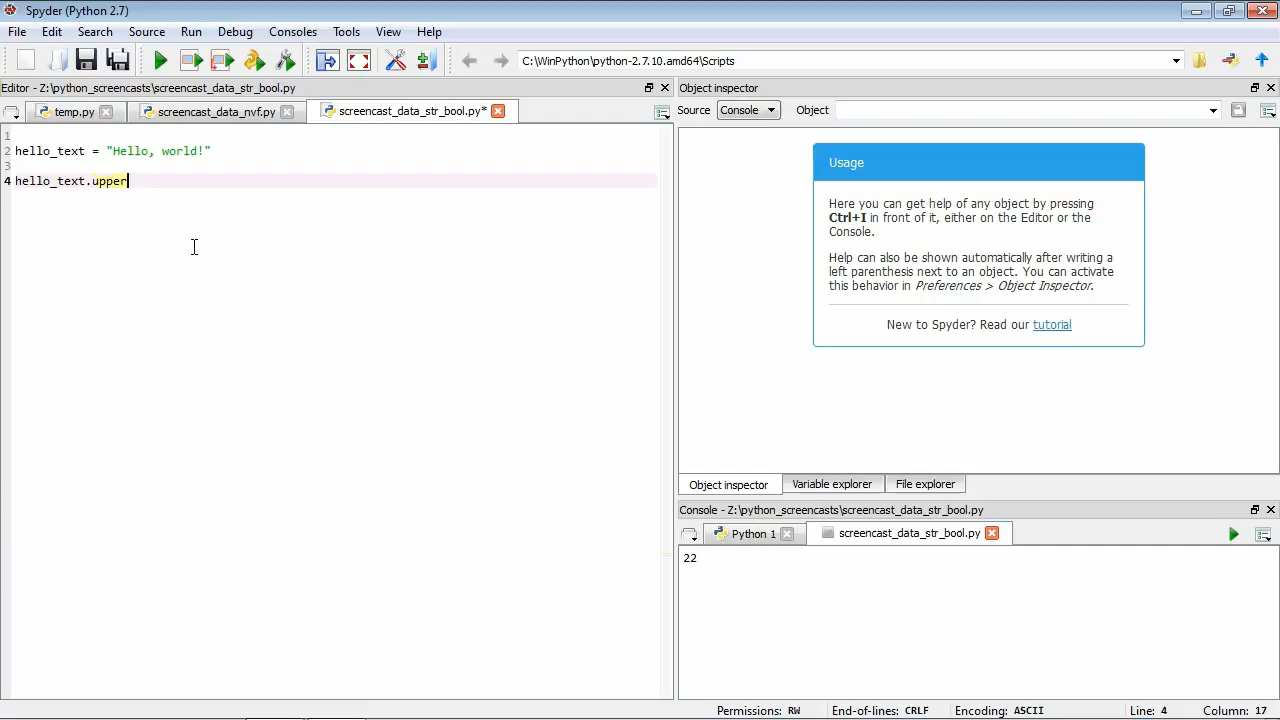 Spyder (Python 2.7)
File Edit Search Source Run Debug Consoles Tools View Help
C:\WinPython\python-2.7.10.amd64\Scripts
Editor - Z:\python_screencasts\screencast_data_str_bool.py
temp.py screencast_data_nvf.py screencast_data_str_bool.py*
1
2 hello_text = "Hello, world!"
3
4 hello_text.upper
Object inspector
Source Console Object
Usage
Here you can get help of any object by pressing
Ctrl+I in front of it, either on the Editor or the
Console.
Help can also be shown automatically after writing a
left parenthesis next to an object. You can activate
this behavior in Preferences > Object Inspector.
New to Spyder? Read our tutorial
Object inspector Variable explorer File explorer
Console - Z:\python_screencasts\screencast_data_str_bool.py
Python 1 screencast_data_str_bool.py
22
Permissions: RW End-of-lines: CRLF Encoding: ASCII Line: 4 Column: 17